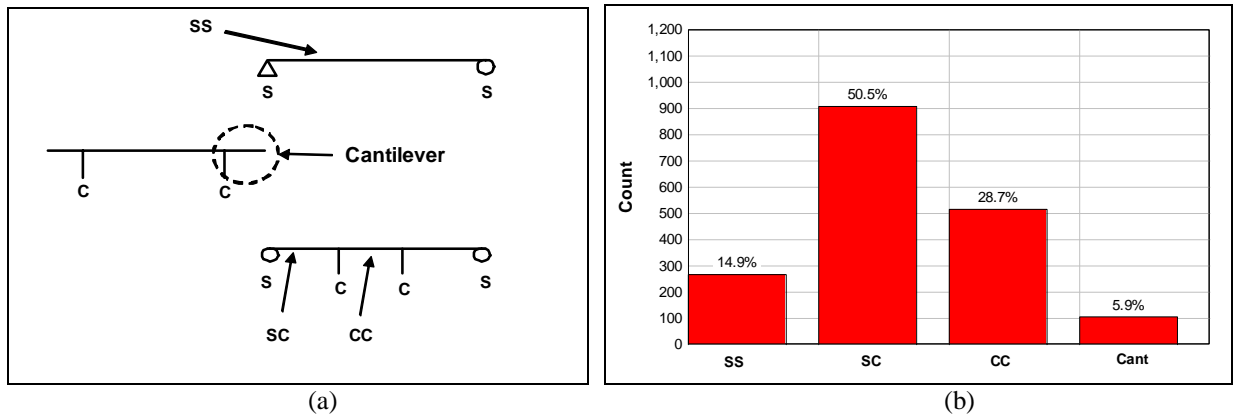 SS
S S
Cantilever
C C
S C C S
SC CC
(a)
Count
1,200
1,100
1,000
900
800
700
600
500
400
300
200
100
0
14.9%
50.5%
28.7%
5.9%
SS SC CC Cant
(b)